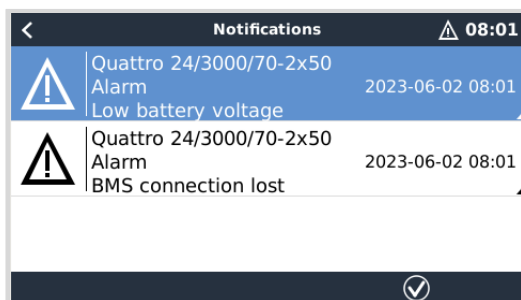 Notifications
08:01
Quattro 24/3000/70-2x50
Alarm
2023-06-02 08:01
Low battery voltage
Quattro 24/3000/70-2x50
Alarm
2023-06-02 08:01
BMS connection lost